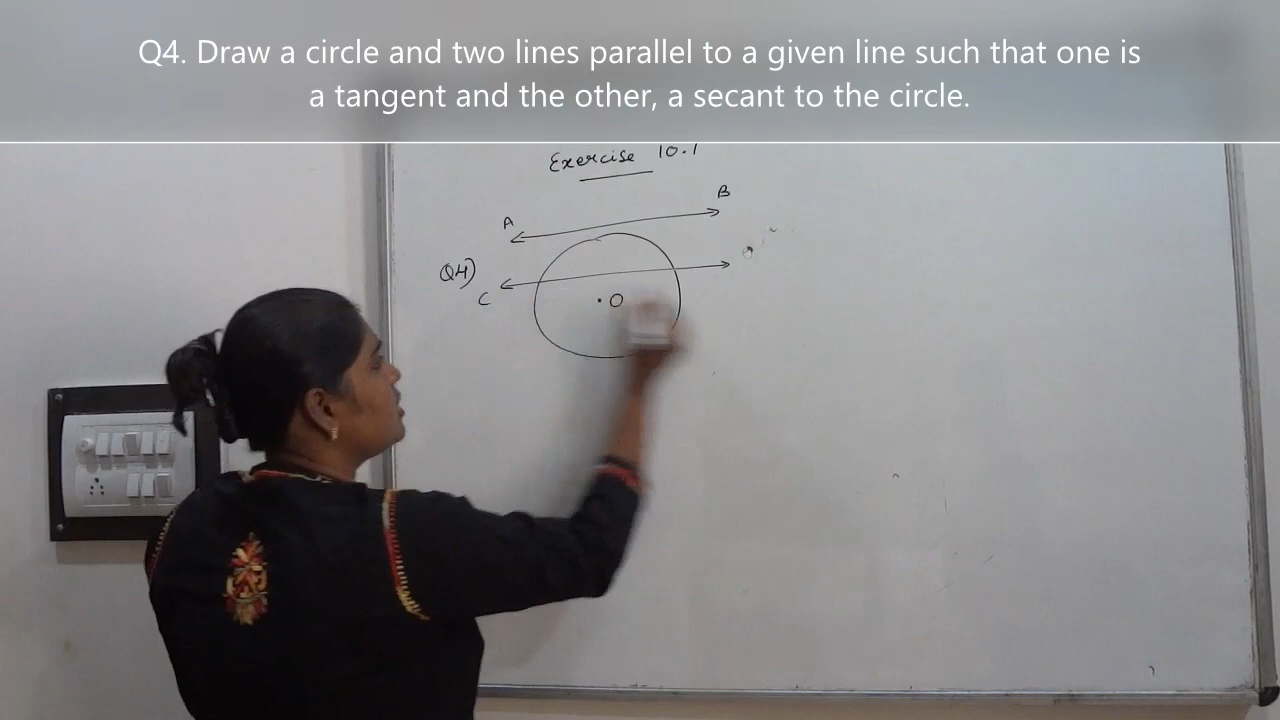 Q4. Draw a circle and two lines parallel to a given line such that one is
a tangent and the other, a secant to the circle.
Exercise 10.1
B
A
Q4)
C
O